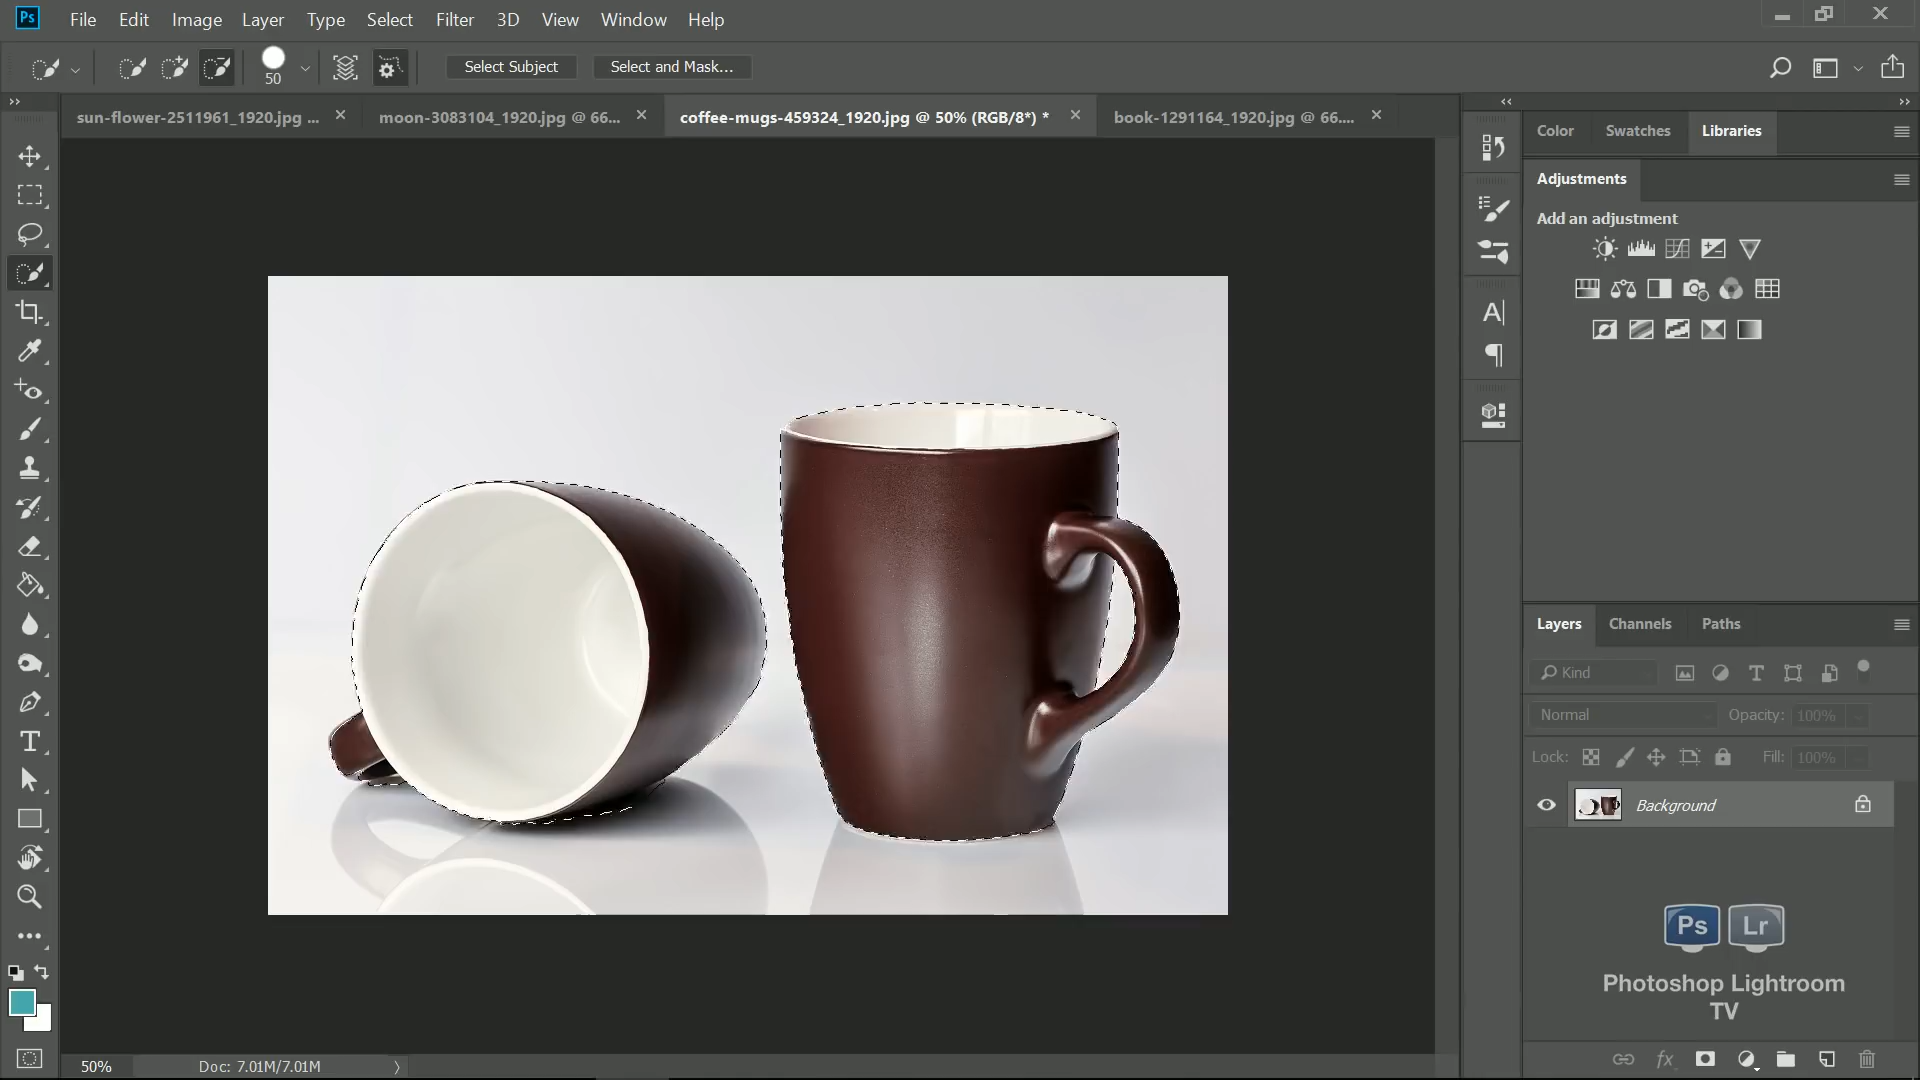 Ps File Edit Image Layer Type Select Filter 3D View Window Help
50 Select Subject Select and Mask...
sun-flower-2511961_1920.jpg ... moon-3083104_1920.jpg @ 66... coffee-mugs-459324_1920.jpg @ 50% (RGB/8*) * book-1291164_1920.jpg @ 66....
Color Swatches Libraries
Adjustments
Add an adjustment
Layers Channels Paths
Kind
Normal Opacity: 100%
Lock: Fill: 100%
Background
Ps Lr
Photoshop Lightroom
TV
50% Doc: 7.01M/7.01M
fx